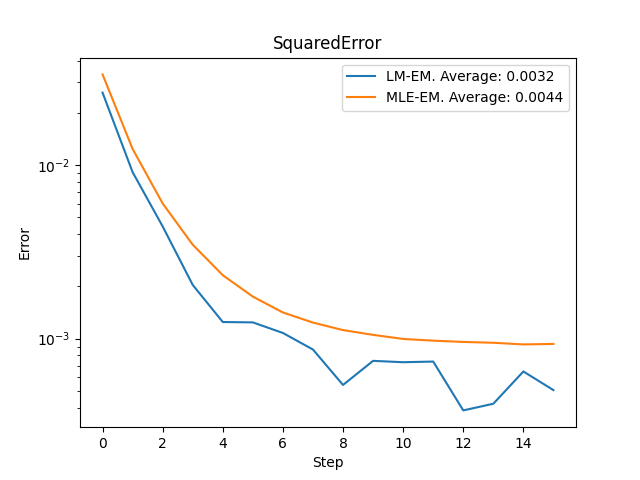 SquaredError
LM-EM. Average: 0.0032
MLE-EM. Average: 0.0044
10⁻²
10⁻³
Error
0 2 4 6 8 10 12 14
Step